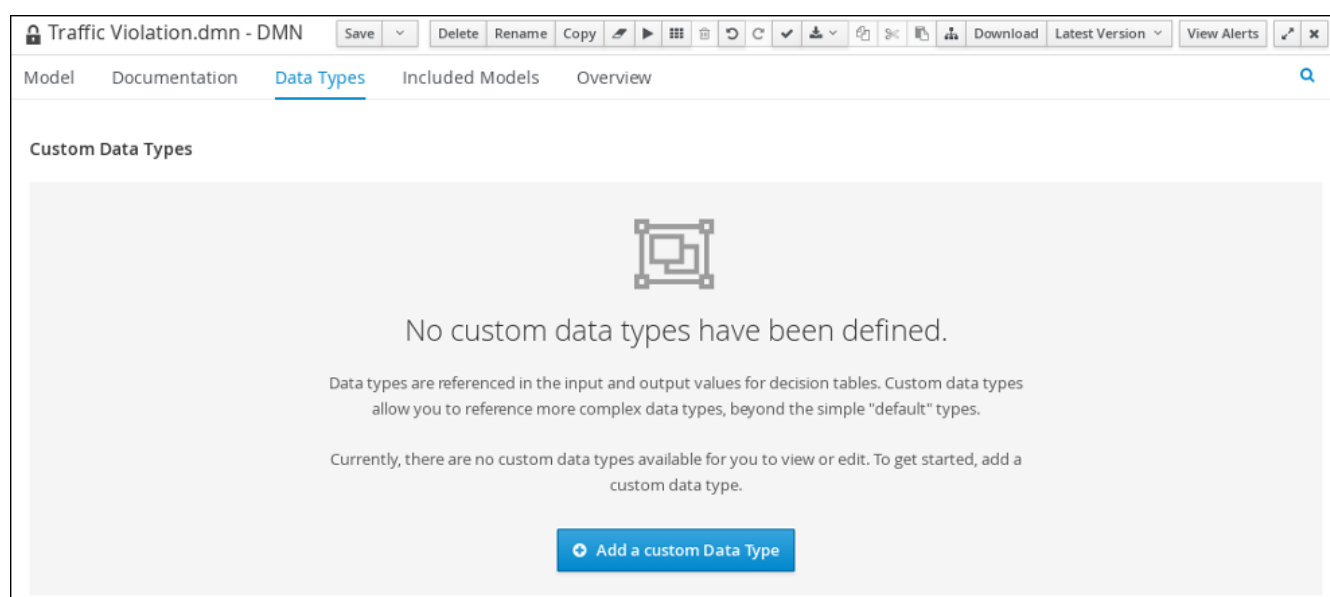 Traffic Violation.dmn - DMN Save Delete Rename Copy Download Latest Version View Alerts
Model Documentation Data Types Included Models Overview
Custom Data Types
No custom data types have been defined.
Data types are referenced in the input and output values for decision tables. Custom data types
allow you to reference more complex data types, beyond the simple "default" types.
Currently, there are no custom data types available for you to view or edit. To get started, add a
custom data type.
Add a custom Data Type